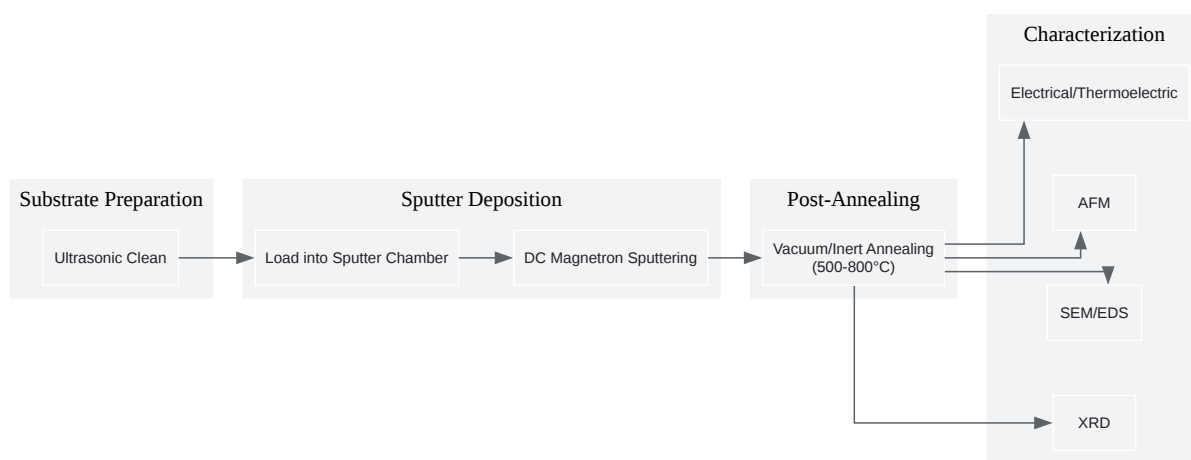 Substrate Preparation
Ultrasonic Clean
Sputter Deposition
Load into Sputter Chamber
DC Magnetron Sputtering
Post-Annealing
Vacuum/Inert Annealing
(500-800°C)
Characterization
Electrical/Thermoelectric
AFM
SEM/EDS
XRD